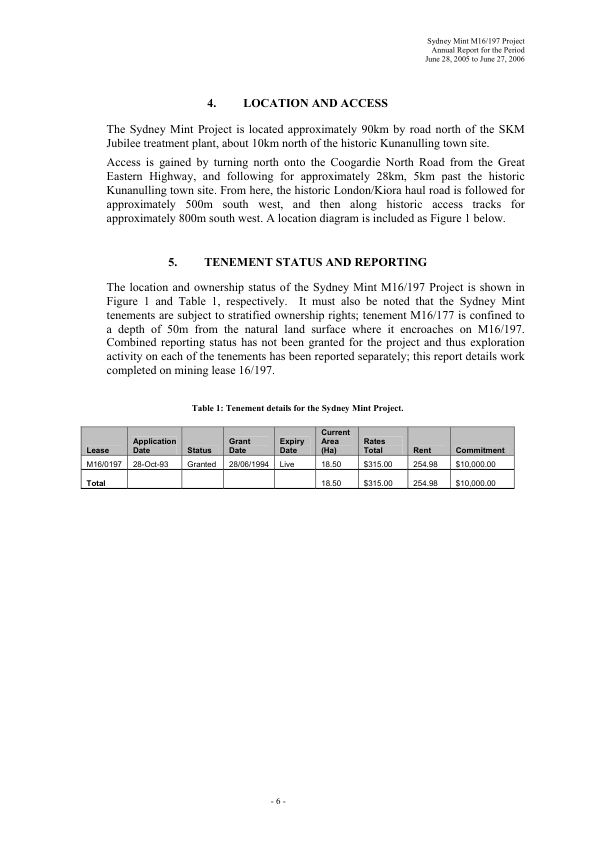 Sydney Mint M16/197 Project
Annual Report for the Period
June 28, 2005 to June 27, 2006
4. LOCATION AND ACCESS
The Sydney Mint Project is located approximately 90km by road north of the SKM
Jubilee treatment plant, about 10km north of the historic Kunanulling town site.
Access is gained by turning north onto the Coogardie North Road from the Great
Eastern Highway, and following for approximately 28km, 5km past the historic
Kunanulling town site. From here, the historic London/Kiora haul road is followed for
approximately 500m south west, and then along historic access tracks for
approximately 800m south west. A location diagram is included as Figure 1 below.
5. TENEMENT STATUS AND REPORTING
The location and ownership status of the Sydney Mint M16/197 Project is shown in
Figure 1 and Table 1, respectively. It must also be noted that the Sydney Mint
tenements are subject to stratified ownership rights; tenement M16/177 is confined to
a depth of 50m from the natural land surface where it encroaches on M16/197.
Combined reporting status has not been granted for the project and thus exploration
activity on each of the tenements has been reported separately; this report details work
completed on mining lease 16/197.
Table 1: Tenement details for the Sydney Mint Project.
Lease Application Date Status Grant Date Expiry Date Current Area (Ha) Rates Total Rent Commitment
M16/0197 28-Oct-93 Granted 28/06/1994 Live 18.50 $315.00 254.98 $10,000.00
Total 18.50 $315.00 254.98 $10,000.00
- 6 -